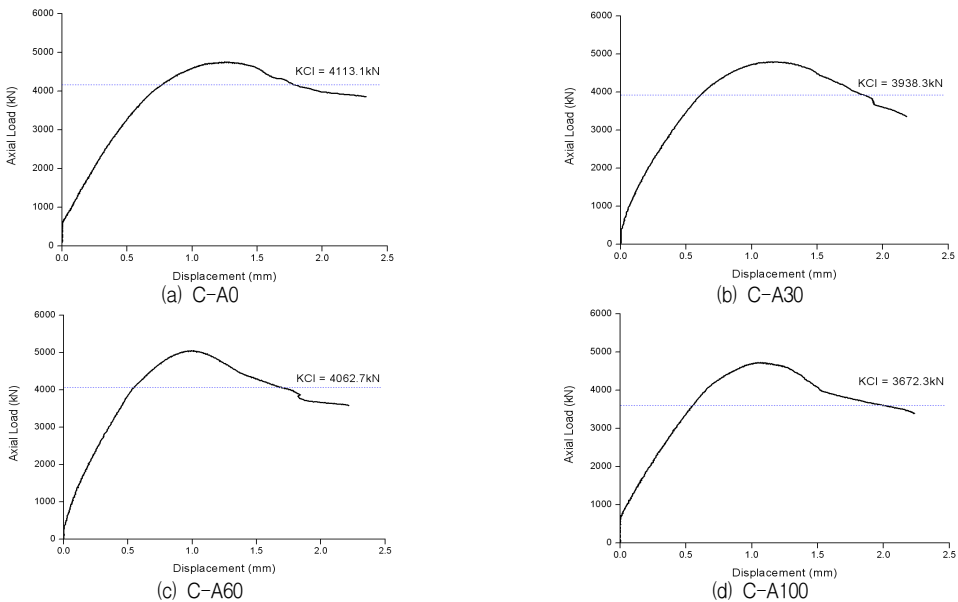 6000
5000
4000
3000
2000
1000
0
Axial Load (kN)
KCI = 4113.1kN
0.0 0.5 1.0 1.5 2.0 2.5
Displacement (mm)
(a) C-A0
6000
5000
4000
3000
2000
1000
0
Axial Load (kN)
KCI = 3938.3kN
0.0 0.5 1.0 1.5 2.0 2.5
Displacement (mm)
(b) C-A30
6000
5000
4000
3000
2000
1000
0
Axial Load (kN)
KCI = 4062.7kN
0.0 0.5 1.0 1.5 2.0 2.5
Displacement (mm)
(c) C-A60
6000
5000
4000
3000
2000
1000
0
Axial Load (kN)
KCI = 3672.3kN
0.0 0.5 1.0 1.5 2.0 2.5
Displacement (mm)
(d) C-A100